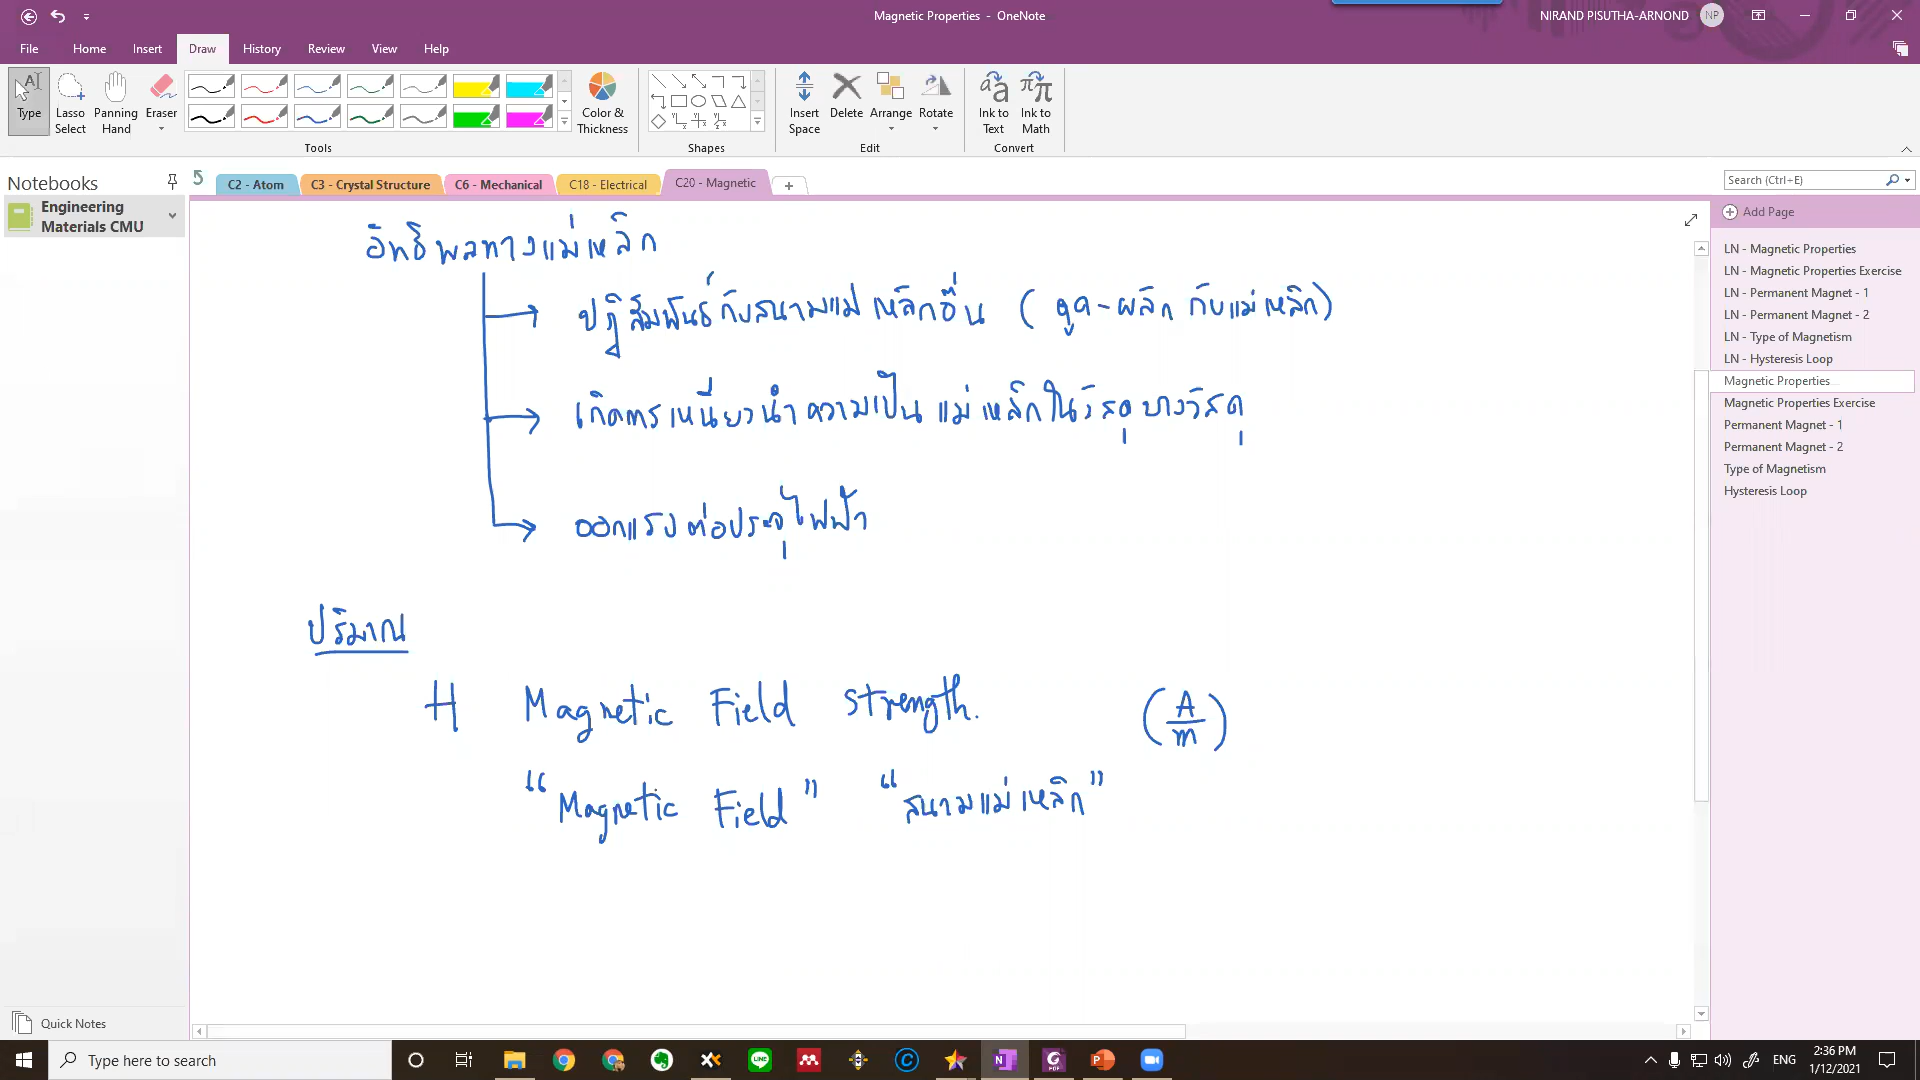 Magnetic Properties - OneNote
NIRAND PISUTHA-ARNOND NP
File Home Insert Draw History Review View Help
Type
Lasso Select
Panning Hand
Eraser
Color & Thickness
Insert Space
Delete
Arrange
Rotate
Ink to Text
Ink to Math
Tools Shapes Edit Convert
Notebooks
C2 - Atom C3 - Crystal Structure C6 - Mechanical C18 - Electrical C20 - Magnetic
Search (Ctrl+E)
Engineering Materials CMU
Add Page
LN - Magnetic Properties
LN - Magnetic Properties Exercise
LN - Permanent Magnet - 1
LN - Permanent Magnet - 2
LN - Type of Magnetism
LN - Hysteresis Loop
Magnetic Properties
Magnetic Properties Exercise
Permanent Magnet - 1
Permanent Magnet - 2
Type of Magnetism
Hysteresis Loop
อิทธิพลทางแม่เหล็ก
ปฏิสัมพันธ์กับสนามแม่เหล็กอื่น (ดูด-ผลัก กับแม่เหล็ก)
เกิดการเหนี่ยวนำความเป็นแม่เหล็กในวัสดุบางวัสดุ
ออกแรงต่อประจุไฟฟ้า
ปริมาณ
H Magnetic Field Strength. (A/m)
"Magnetic Field" "สนามแม่เหล็ก"
Quick Notes
Type here to search
ENG
2:36 PM
1/12/2021